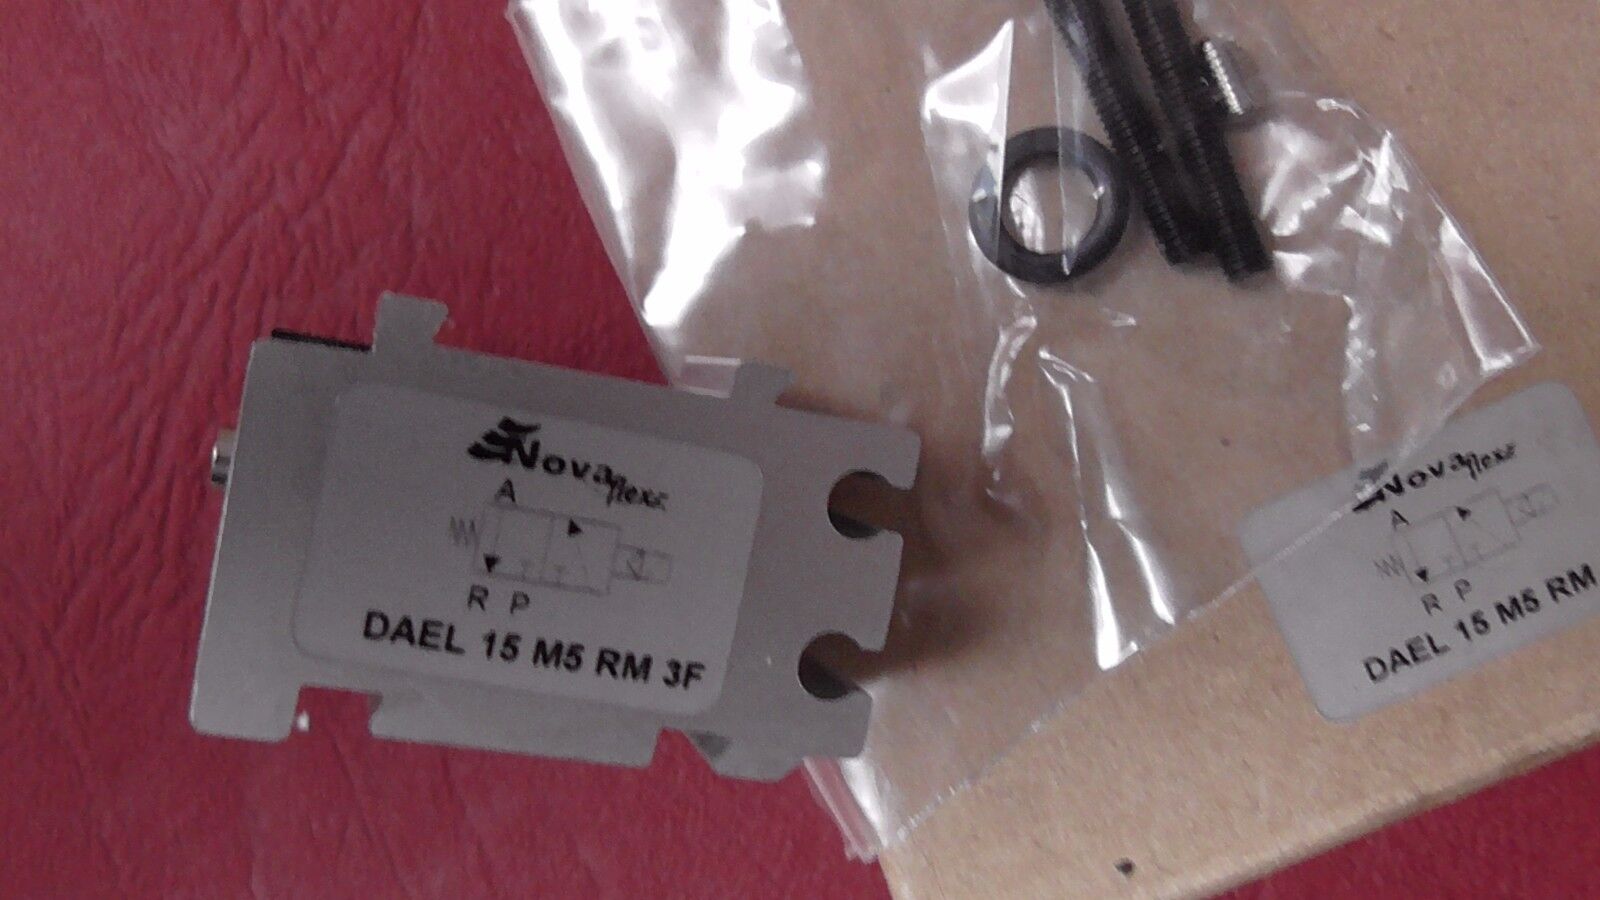 Novaflex
A
R P
DAEL 15 M5 RM 3F
Novaflex
A
R P
DAEL 15 M5 RM